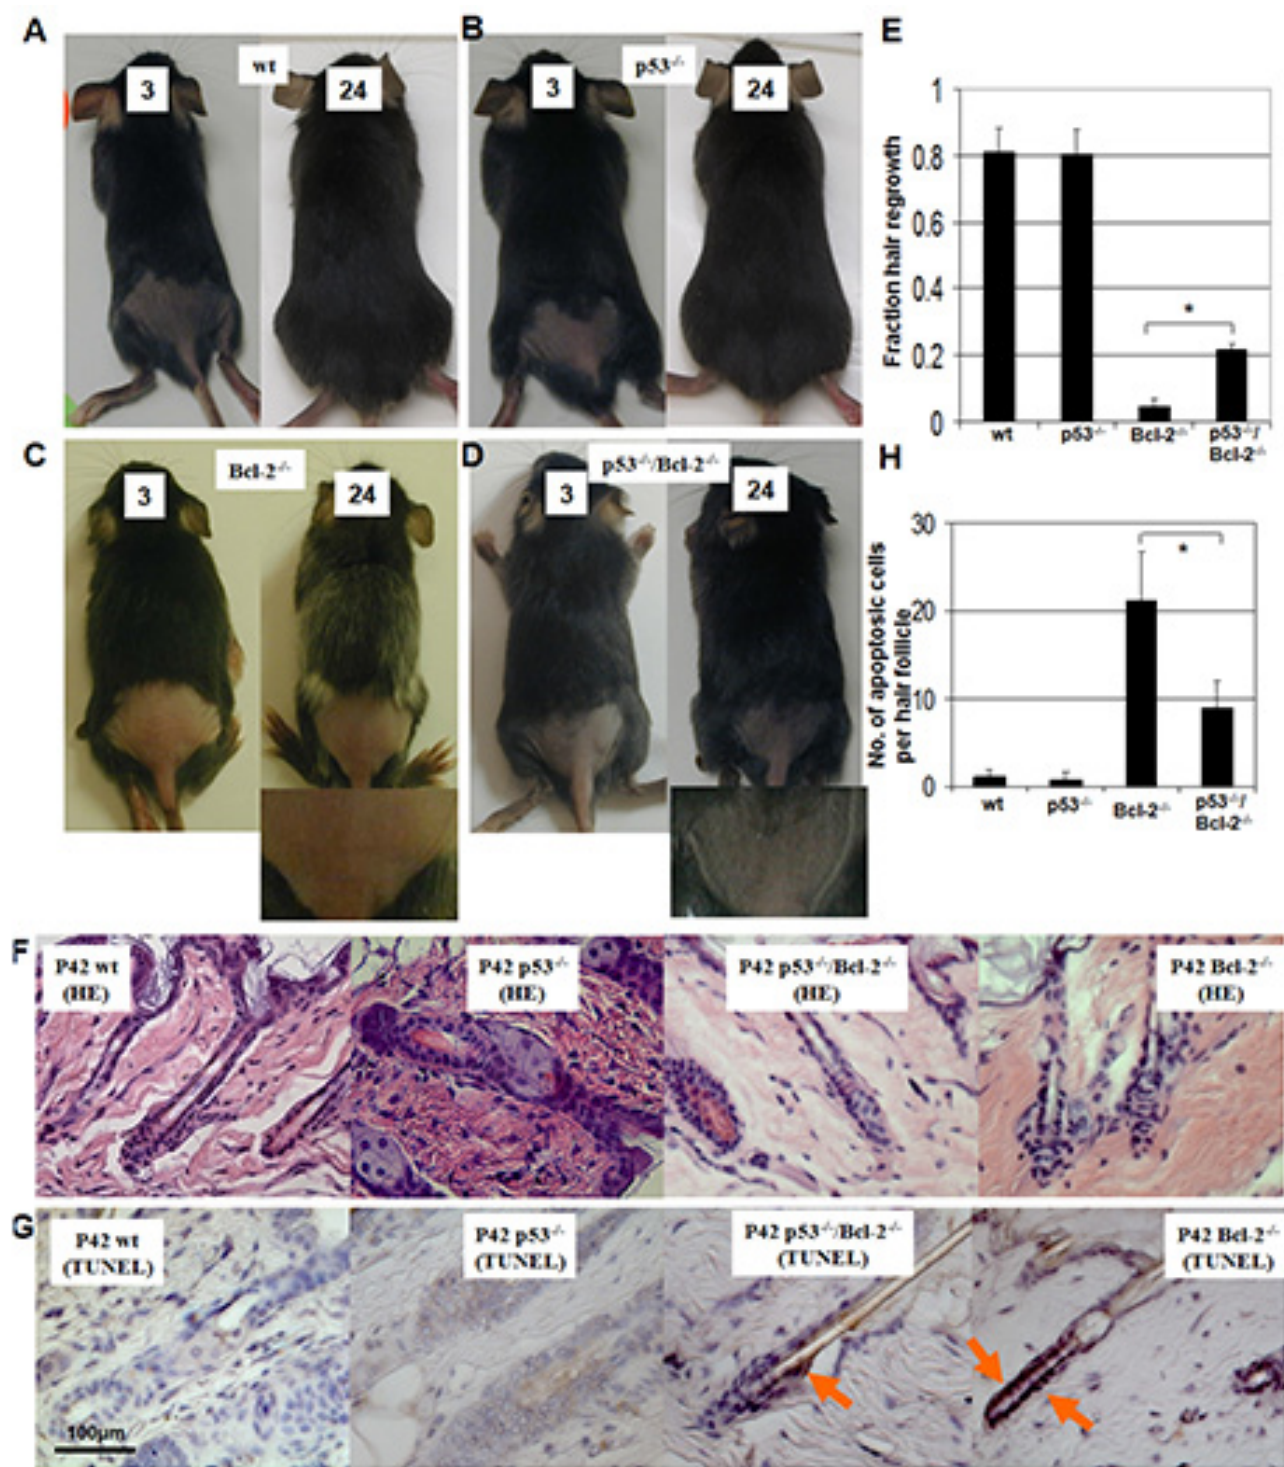 A
wt
3
24
B
p53⁻/⁻
3
24
E
Fraction hair regrowth
1
0.8
0.6
0.4
0.2
0
*
wt
p53⁻/⁻
Bcl-2⁻/⁻
p53⁻/⁻/
Bcl-2⁻/⁻
C
Bcl-2⁻/⁻
3
24
D
p53⁻/⁻/Bcl-2⁻/⁻
3
24
H
No. of apoptosic cells
per hair follicle
30
20
10
0
*
wt
p53⁻/⁻
Bcl-2⁻/⁻
p53⁻/⁻/
Bcl-2⁻/⁻
F
P42 wt
(HE)
P42 p53⁻/⁻
(HE)
P42 p53⁻/⁻/Bcl-2⁻/⁻
(HE)
P42 Bcl-2⁻/⁻
(HE)
G
P42 wt
(TUNEL)
P42 p53⁻/⁻
(TUNEL)
P42 p53⁻/⁻/Bcl-2⁻/⁻
(TUNEL)
P42 Bcl-2⁻/⁻
(TUNEL)
100μm